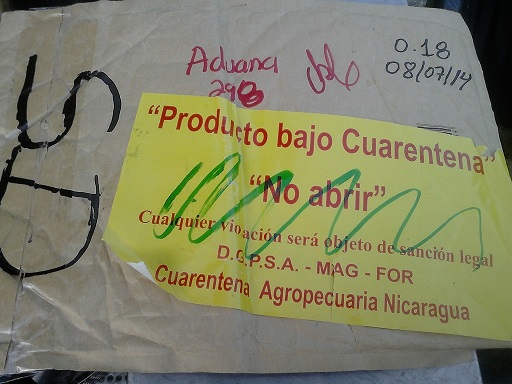 0.18
08/07/14
Aduana
"Producto bajo Cuarentena"
"No abrir"
Cualquier violación será objeto de sanción legal
D.G.P.S.A. - MAG - FOR
Cuarentena Agropecuaria Nicaragua